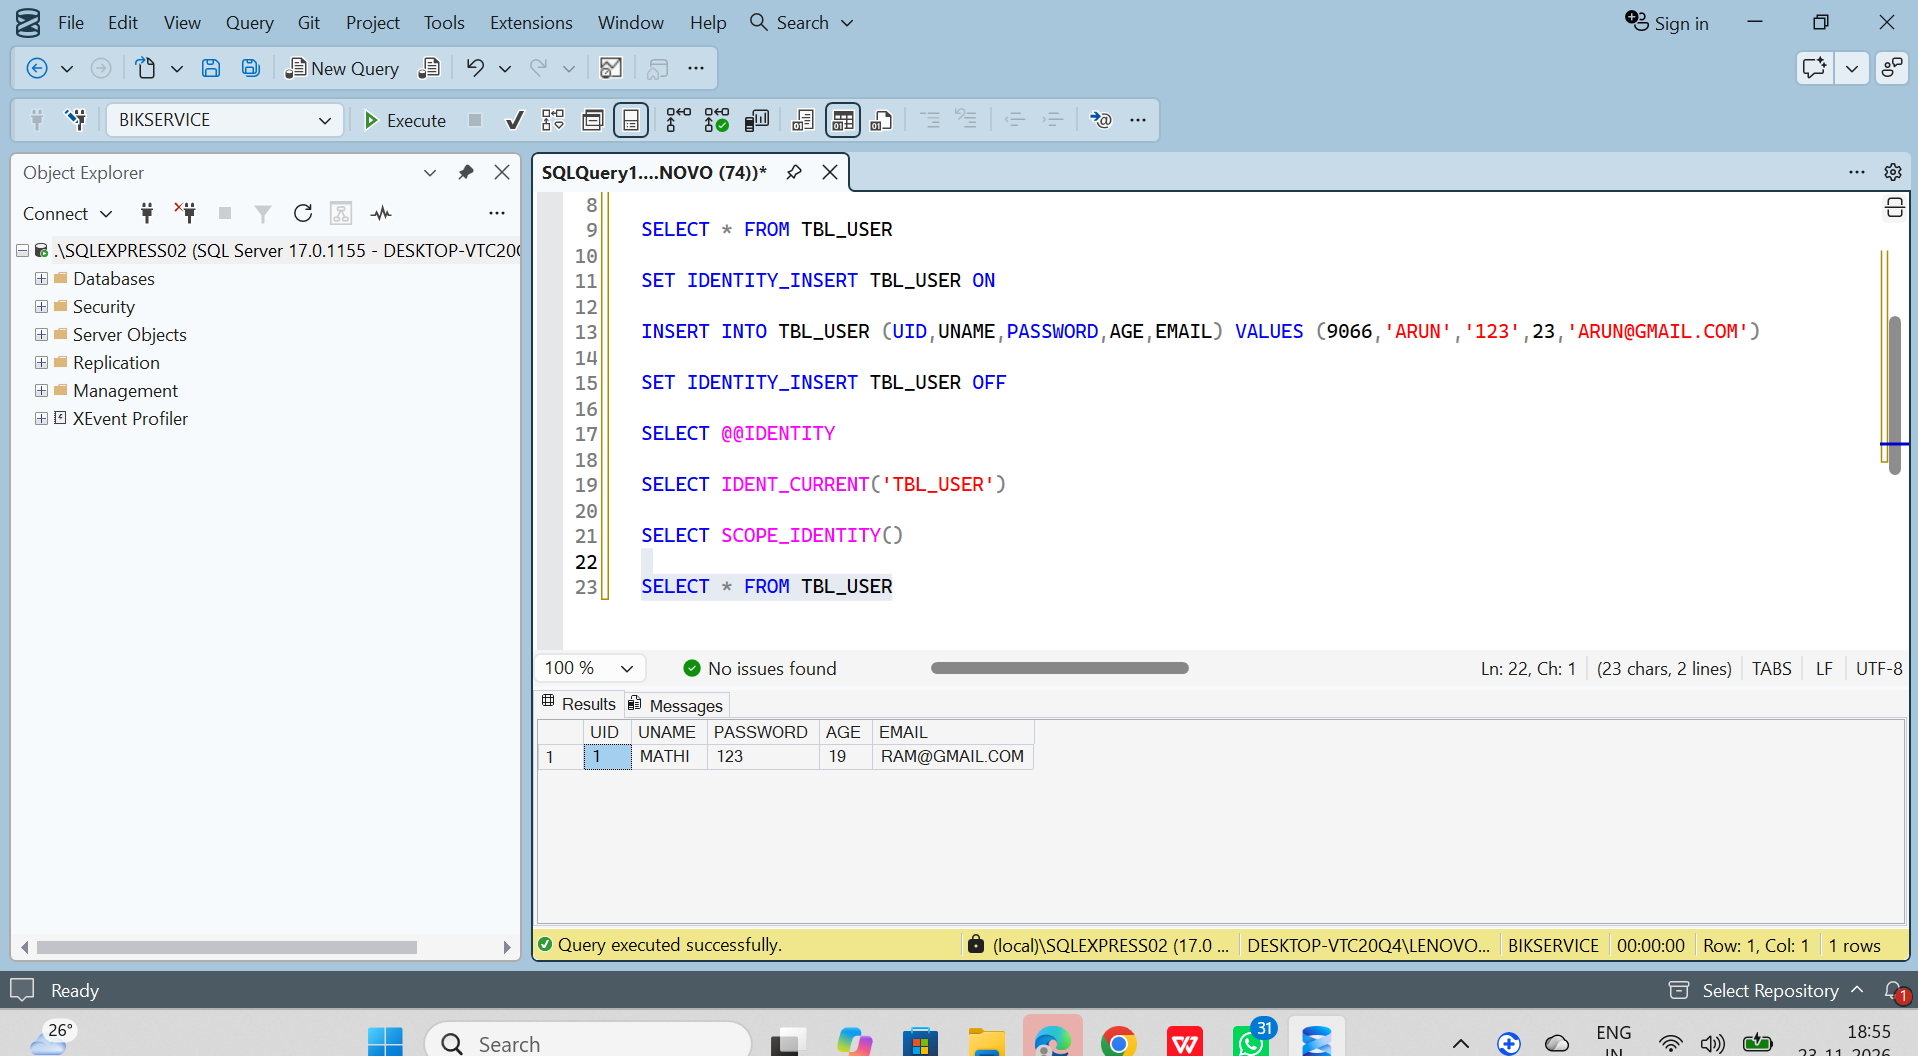 File Edit View Query Git Project Tools Extensions Window Help Search Sign in
New Query
BIKSERVICE Execute
Object Explorer
Connect
.\SQLEXPRESS02 (SQL Server 17.0.1155 - DESKTOP-VTC20
Databases
Security
Server Objects
Replication
Management
XEvent Profiler
SQLQuery1....NOVO (74))*
8
9 SELECT * FROM TBL_USER
10
11 SET IDENTITY_INSERT TBL_USER ON
12
13 INSERT INTO TBL_USER (UID,UNAME,PASSWORD,AGE,EMAIL) VALUES (9066,'ARUN','123',23,'ARUN@GMAIL.COM')
14
15 SET IDENTITY_INSERT TBL_USER OFF
16
17 SELECT @@IDENTITY
18
19 SELECT IDENT_CURRENT('TBL_USER')
20
21 SELECT SCOPE_IDENTITY()
22
23 SELECT * FROM TBL_USER
100 % No issues found Ln: 22, Ch: 1 (23 chars, 2 lines) TABS LF UTF-8
Results Messages
UID UNAME PASSWORD AGE EMAIL
1 1 MATHI 123 19 RAM@GMAIL.COM
Query executed successfully. (local)\SQLEXPRESS02 (17.0 ... DESKTOP-VTC20Q4\LENOVO... BIKSERVICE 00:00:00 Row: 1, Col: 1 1 rows
Ready Select Repository 1
26° Search 31 ENG 18:55
IN 23-11-2026